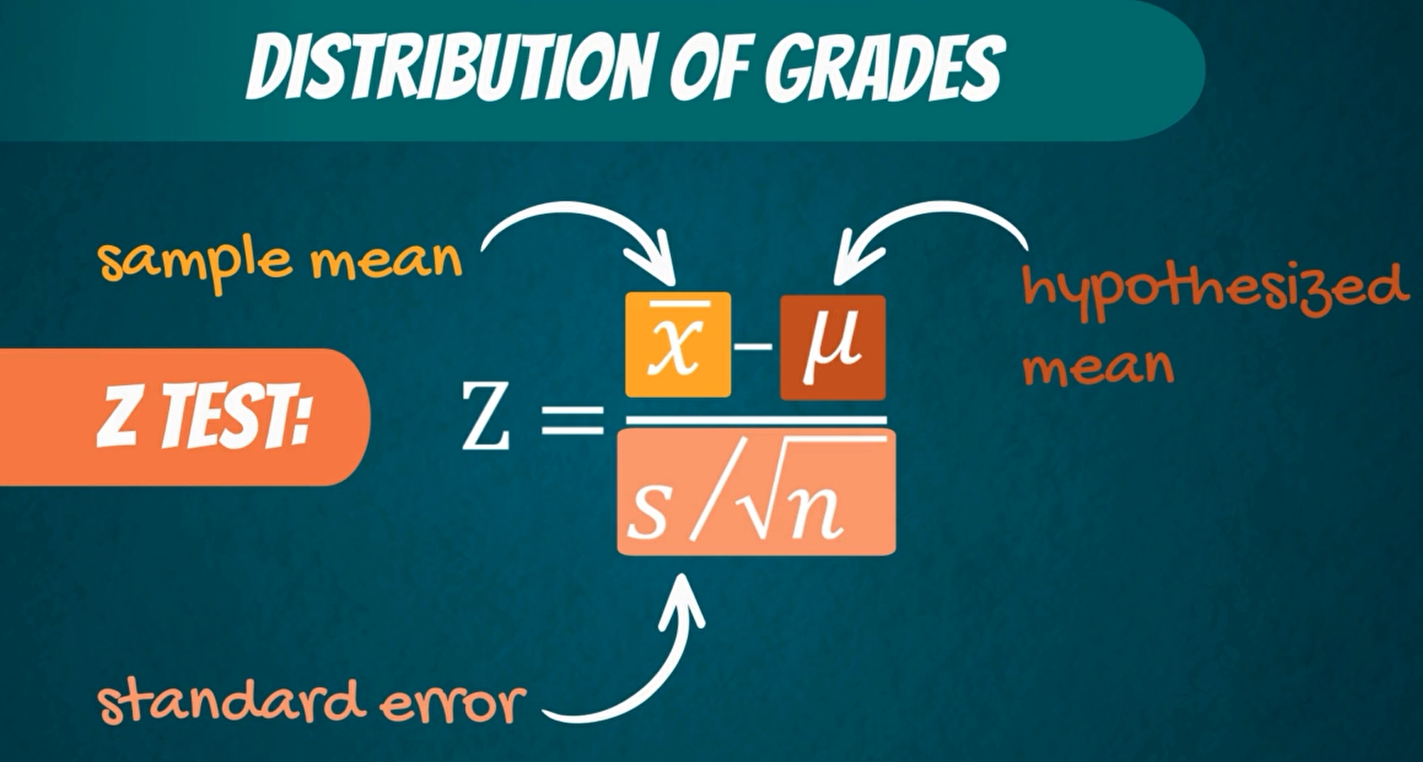 DISTRIBUTION OF GRADES
sample mean
hypothesized
mean
Z TEST:
Z = (x̄ − μ) / (s/√n)
standard error